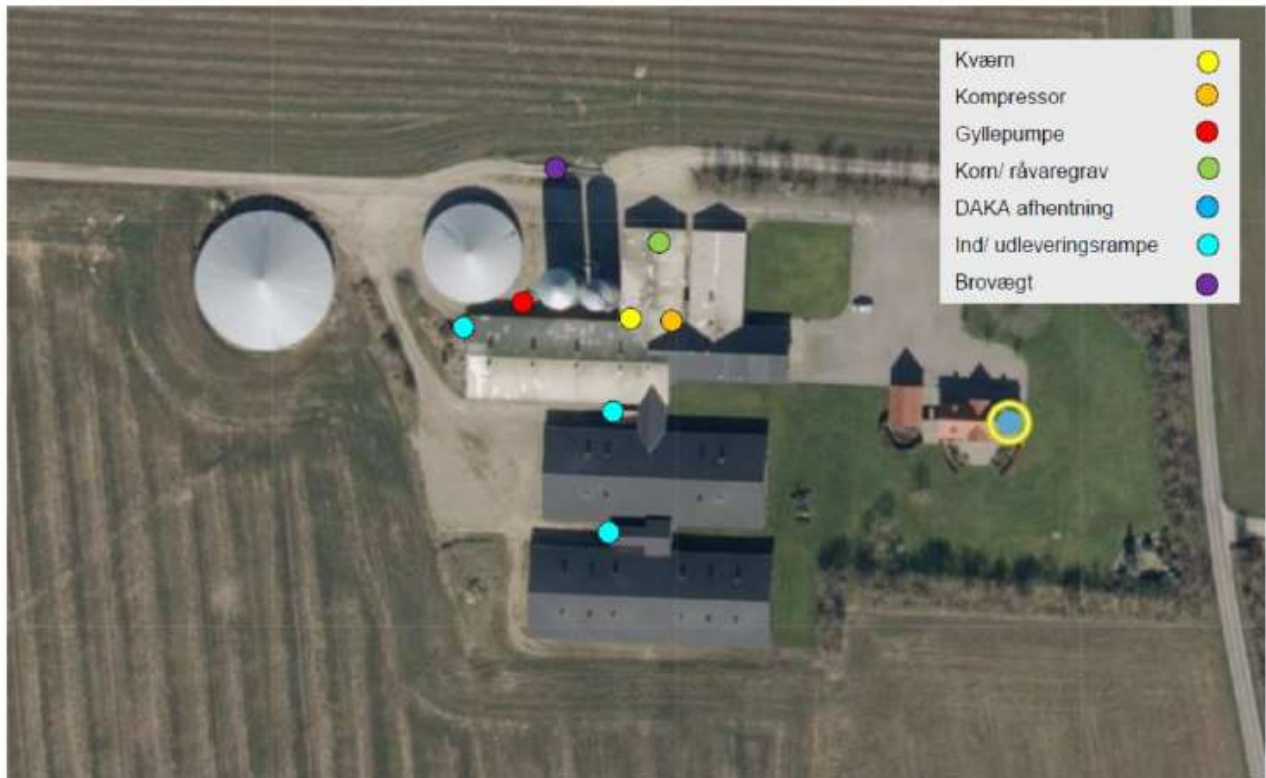 Kværn
Kompressor
Gyllepumpe
Korn/ råvaregrav
DAKA afhentning
Ind/ udleveringsrampe
Brovægt